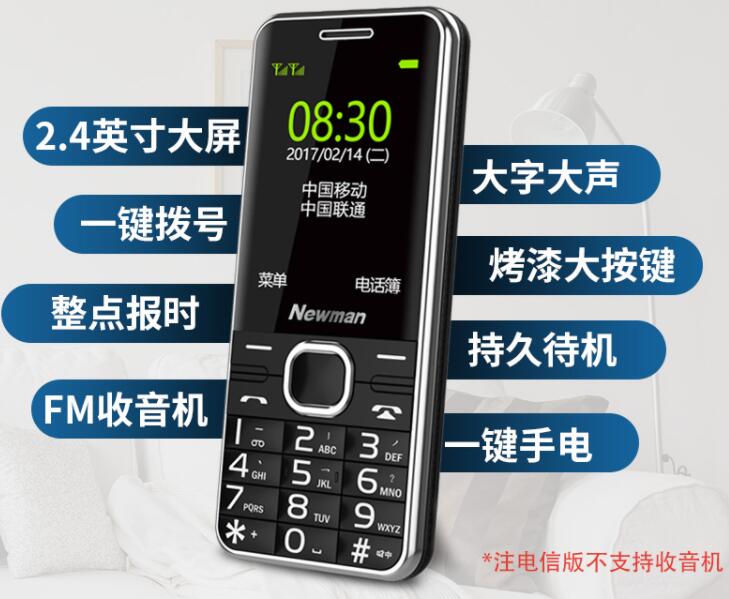 2.4英寸大屏
一键拨号
整点报时
FM收音机
08:30
2017/02/14 (二)
中国移动
中国联通
菜单
电话簿
Newman
1
2 ABC
3 DEF
4 GHI
5 JKL
6 MNO
7 PQRS
8 TUV
9 WXYZ
* +
0
#
大字大声
烤漆大按键
持久待机
一键手电
*注电信版不支持收音机